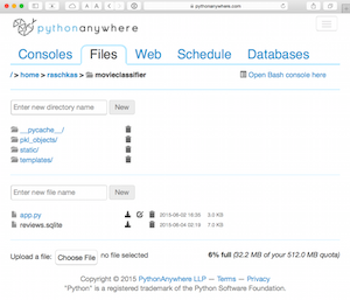 pythonanywhere.com
pythonanywhere
Consoles Files Web Schedule Databases
/ > home > raschkas > movieclassifier Open Bash console here
Enter new directory name New
__pycache__/
pkl_objects/
static/
templates/
Enter new file name New
app.py 2015-06-02 16:35 3.0 KB
reviews.sqlite 2015-06-04 02:19 7.0 KB
Upload a file: Choose File no file selected 6% full (32.2 MB of your 512.0 MB quota)
Copyright © 2015 PythonAnywhere LLP — Terms — Privacy
"Python" is a registered trademark of the Python Software Foundation.